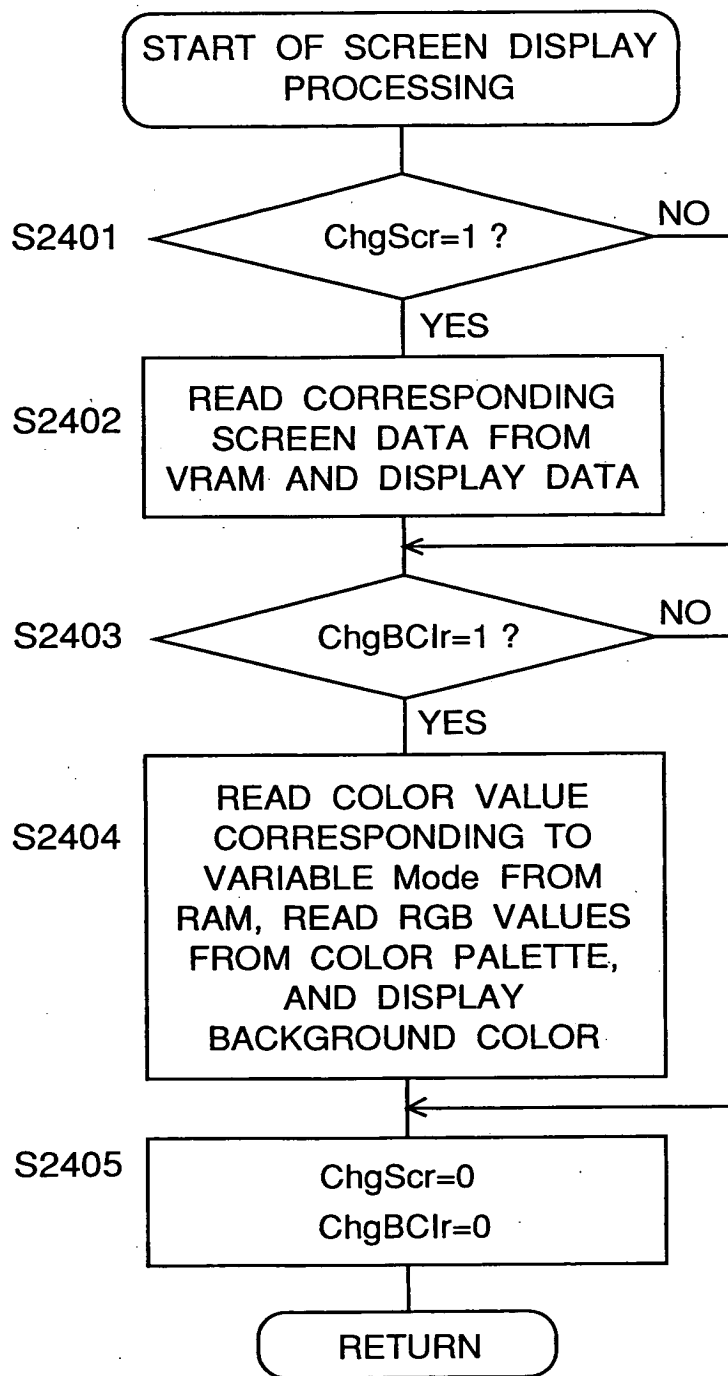 START OF SCREEN DISPLAY
PROCESSING
S2401
ChgScr=1 ?
NO
YES
S2402
READ CORRESPONDING
SCREEN DATA FROM
VRAM AND DISPLAY DATA
S2403
ChgBClr=1 ?
NO
YES
S2404
READ COLOR VALUE
CORRESPONDING TO
VARIABLE Mode FROM
RAM, READ RGB VALUES
FROM COLOR PALETTE,
AND DISPLAY
BACKGROUND COLOR
S2405
ChgScr=0
ChgBClr=0
RETURN